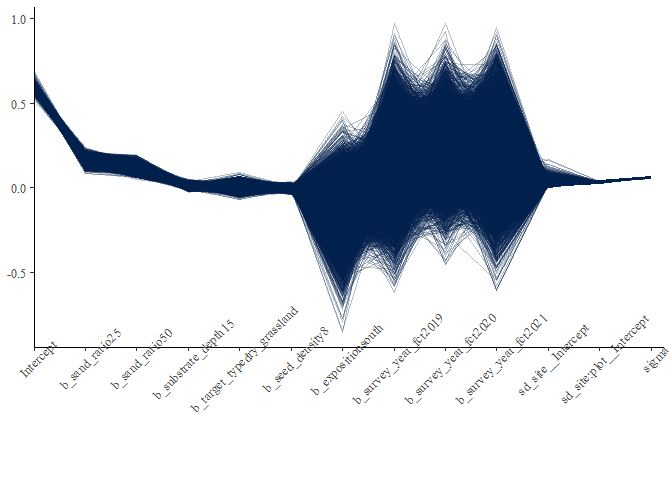 1.0
0.5
0.0
-0.5
Intercept
b_sand_ratio25
b_sand_ratio50
b_substrate_depth15
b_target_typedry_grassland
b_seed_density8
b_expositionsouth
b_survey_year_fct2019
b_survey_year_fct2020
b_survey_year_fct2021
sd_site__Intercept
sd_site:plot__Intercept
sigma